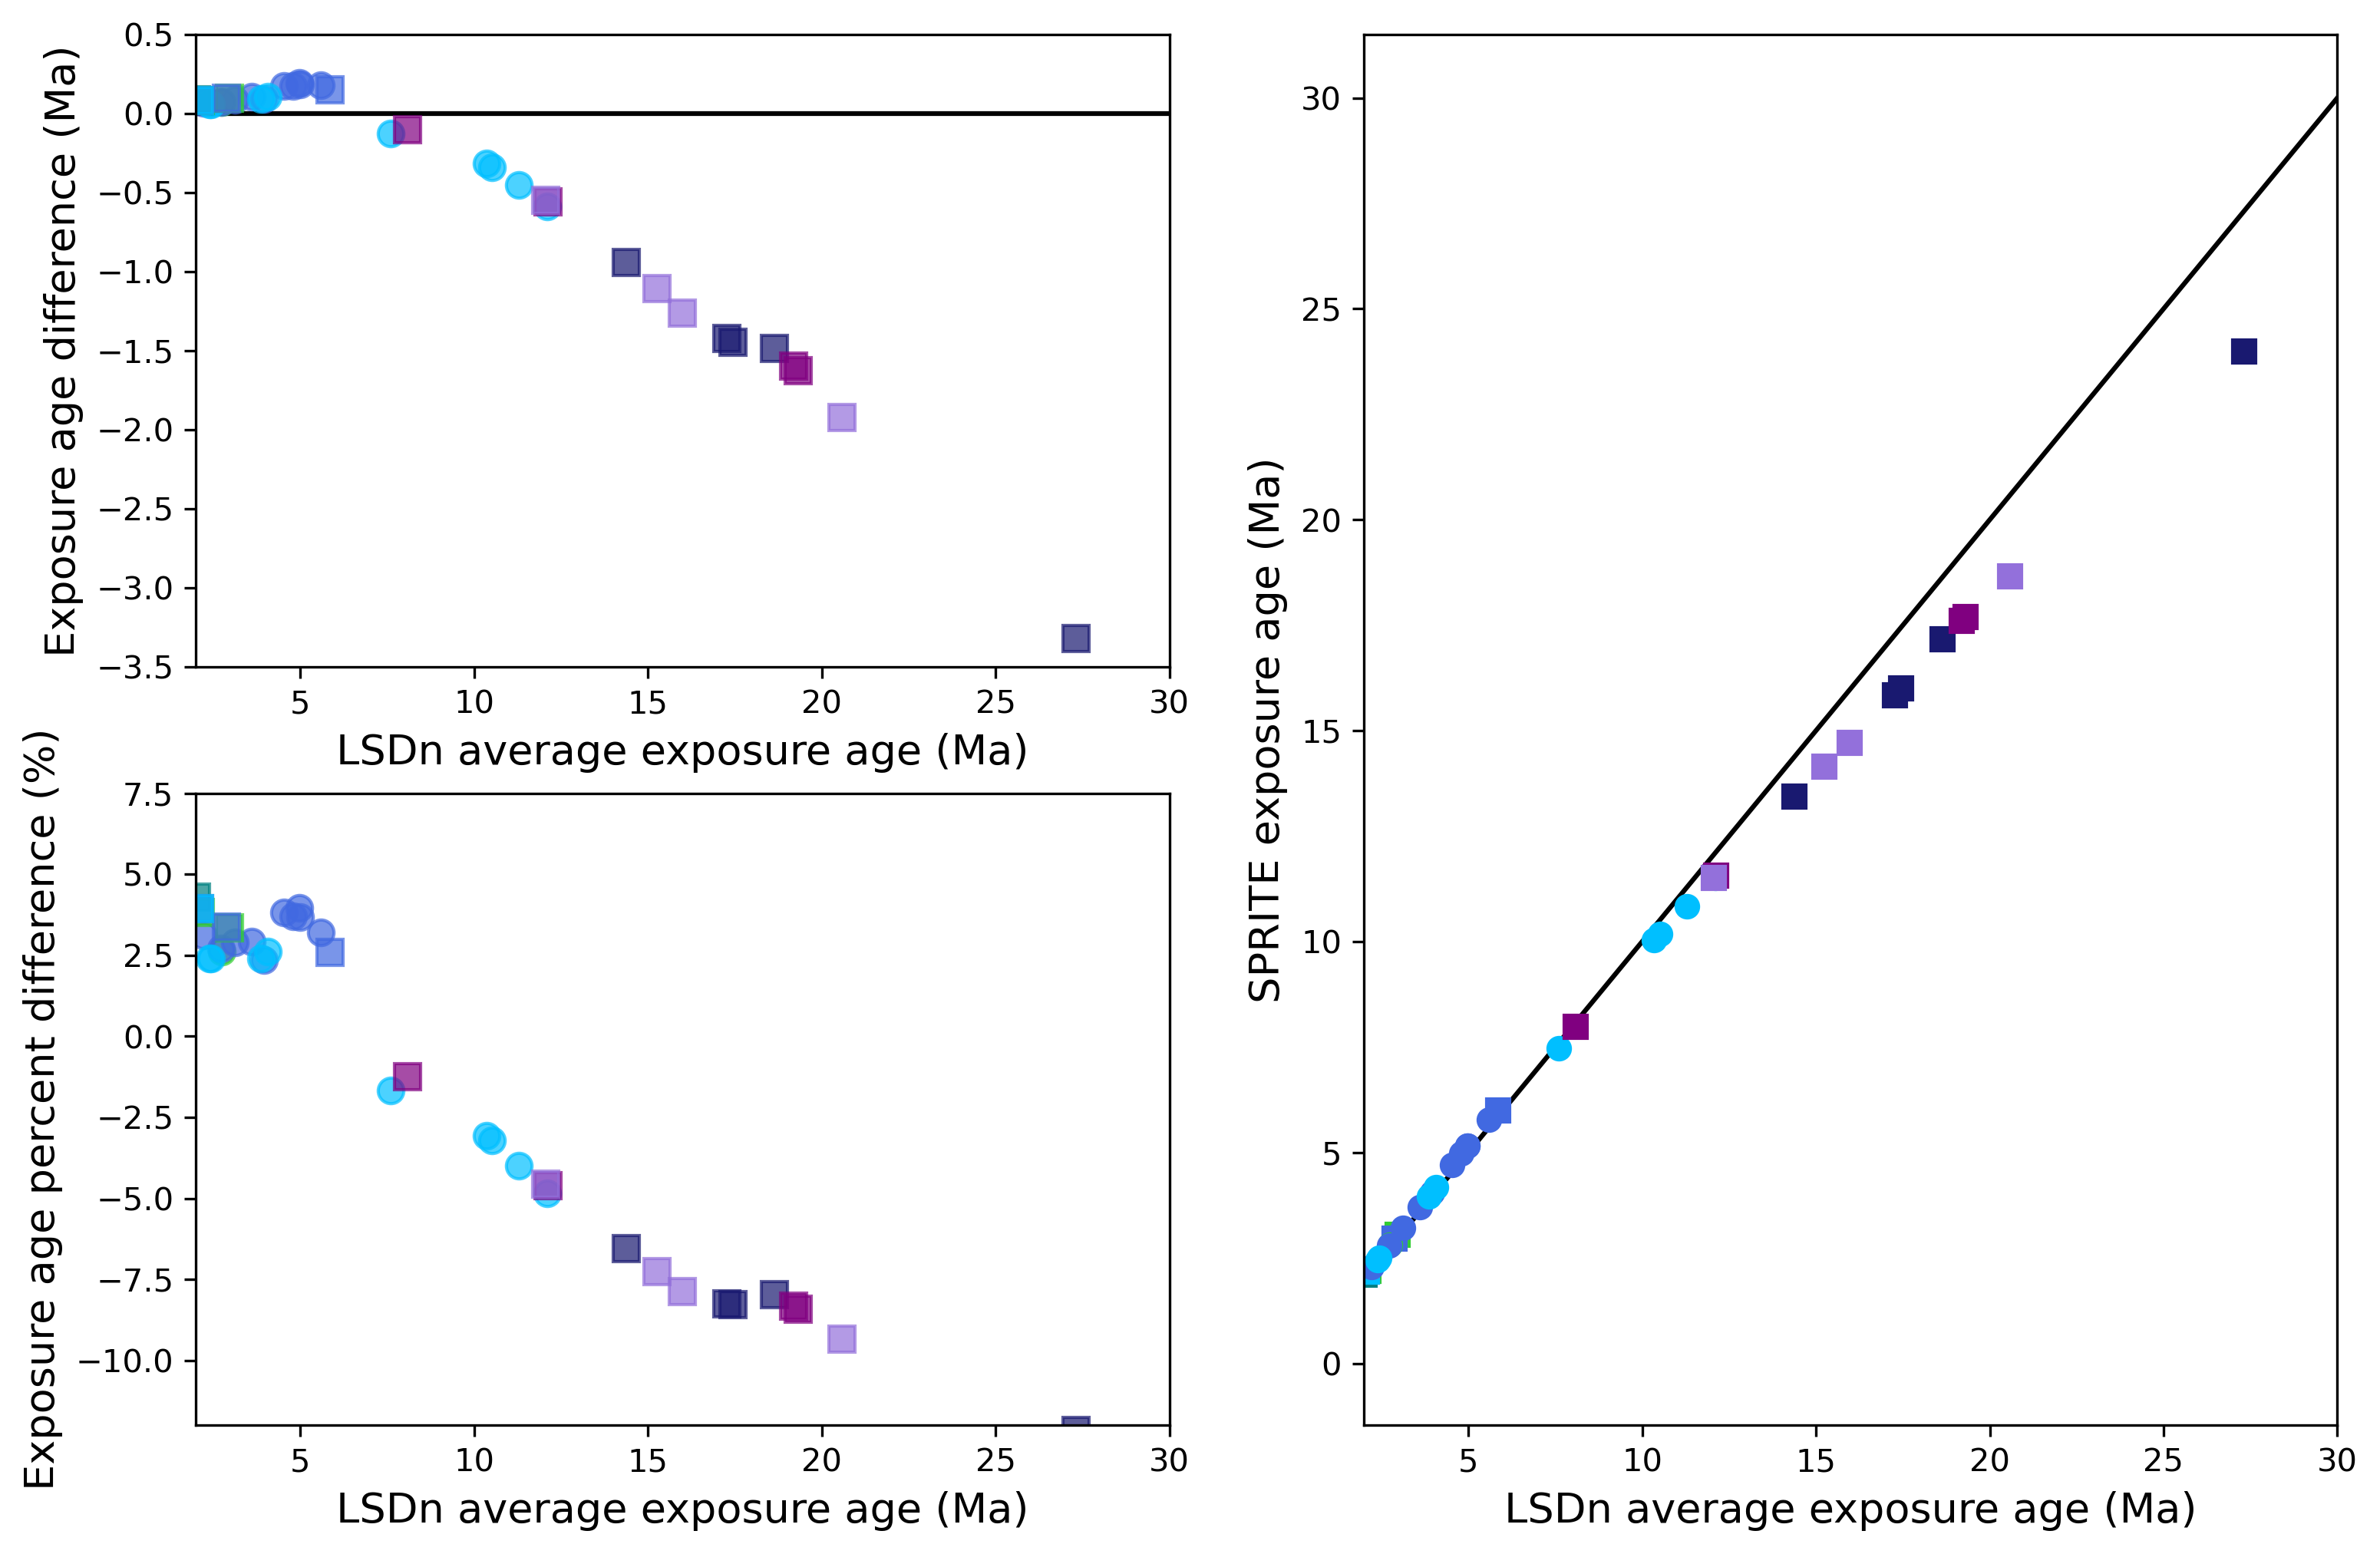 Exposure age difference (Ma)
0.5
0.0
−0.5
−1.0
−1.5
−2.0
−2.5
−3.0
−3.5
5 10 15 20 25 30
LSDn average exposure age (Ma)
Exposure age percent difference (%)
7.5
5.0
2.5
0.0
−2.5
−5.0
−7.5
−10.0
5 10 15 20 25 30
LSDn average exposure age (Ma)
SPRITE exposure age (Ma)
30
25
20
15
10
5
0
5 10 15 20 25 30
LSDn average exposure age (Ma)